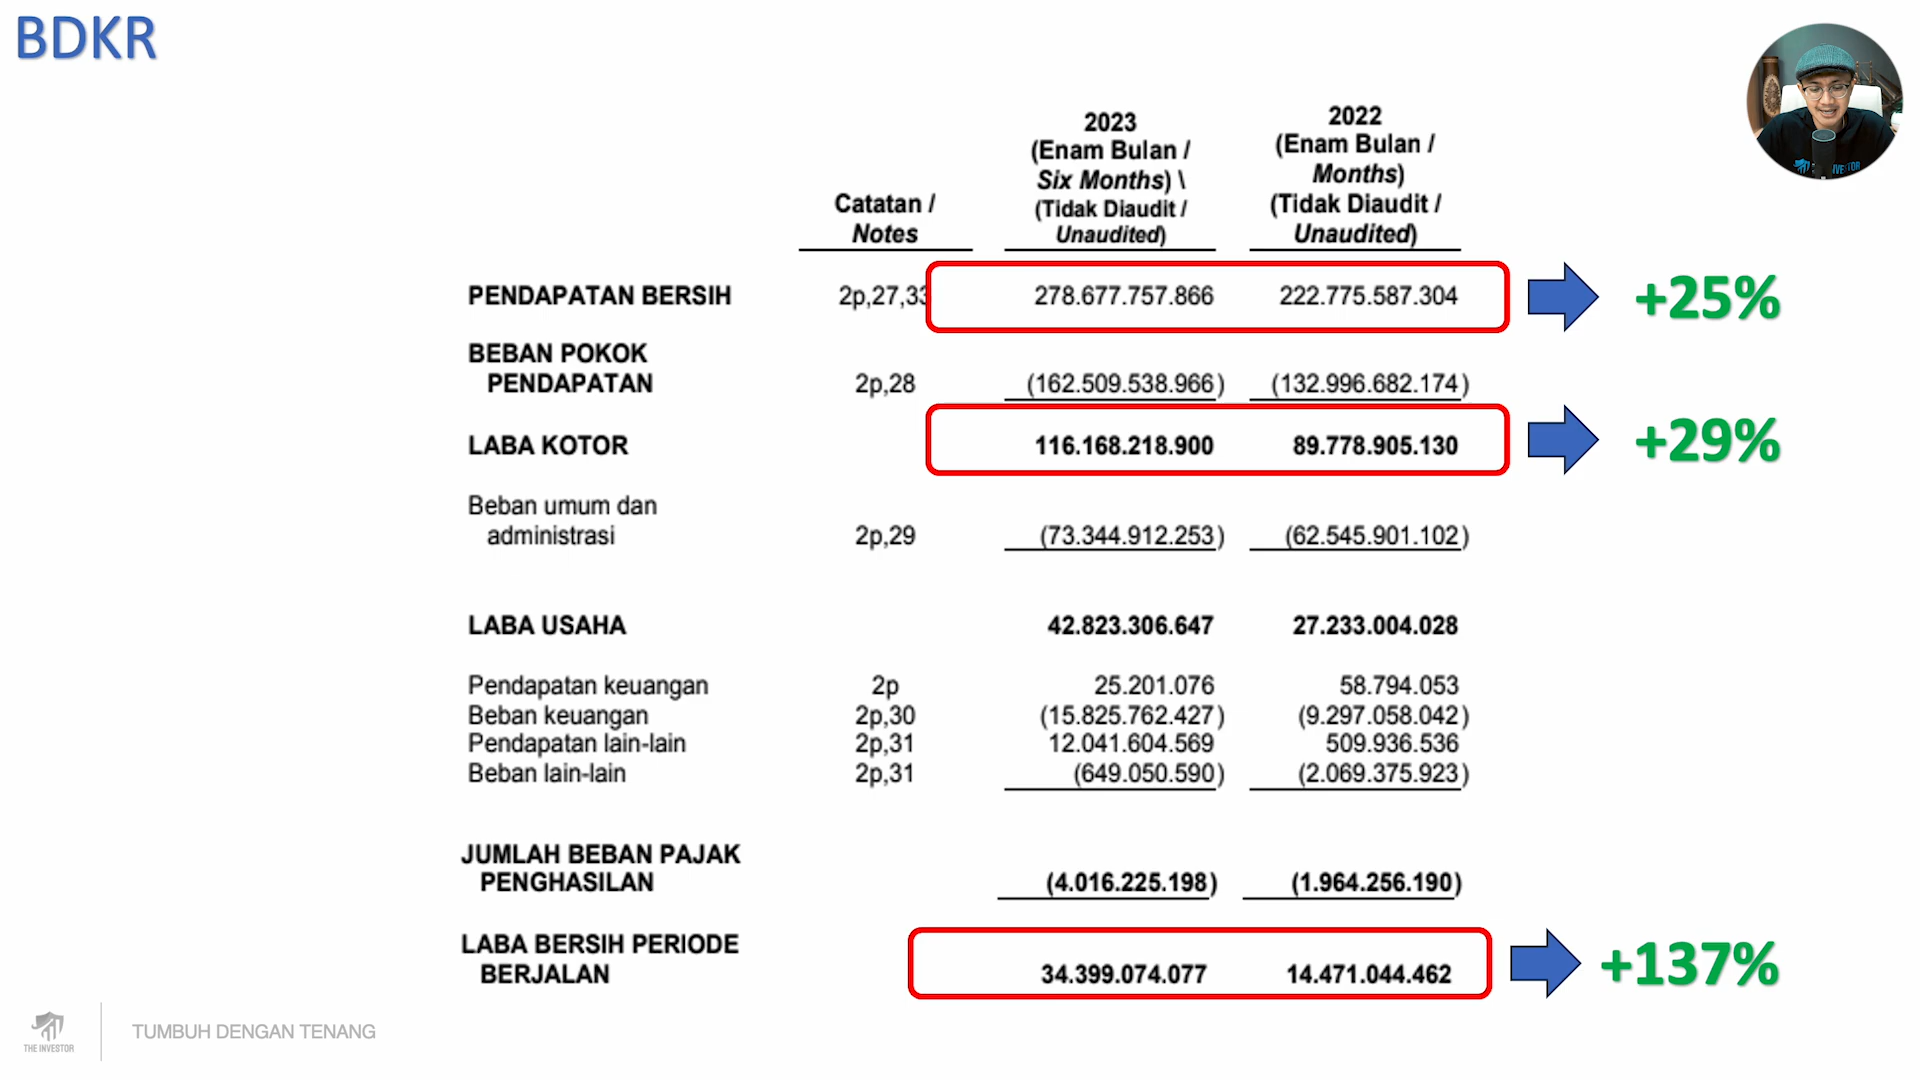 BDKR
2023
(Enam Bulan /
Six Months) \
(Tidak Diaudit /
Unaudited)
2022
(Enam Bulan /
Months)
(Tidak Diaudit /
Unaudited)
Catatan /
Notes
PENDAPATAN BERSIH 2p,27,33 278.677.757.866 222.775.587.304 +25%
BEBAN POKOK
PENDAPATAN 2p,28 (162.509.538.966) (132.996.682.174)
LABA KOTOR 116.168.218.900 89.778.905.130 +29%
Beban umum dan
administrasi 2p,29 (73.344.912.253) (62.545.901.102)
LABA USAHA 42.823.306.647 27.233.004.028
Pendapatan keuangan 2p 25.201.076 58.794.053
Beban keuangan 2p,30 (15.825.762.427) (9.297.058.042)
Pendapatan lain-lain 2p,31 12.041.604.569 509.936.536
Beban lain-lain 2p,31 (649.050.590) (2.069.375.923)
JUMLAH BEBAN PAJAK
PENGHASILAN (4.016.225.198) (1.964.256.190)
LABA BERSIH PERIODE
BERJALAN 34.399.074.077 14.471.044.462 +137%
THE INVESTOR
TUMBUH DENGAN TENANG